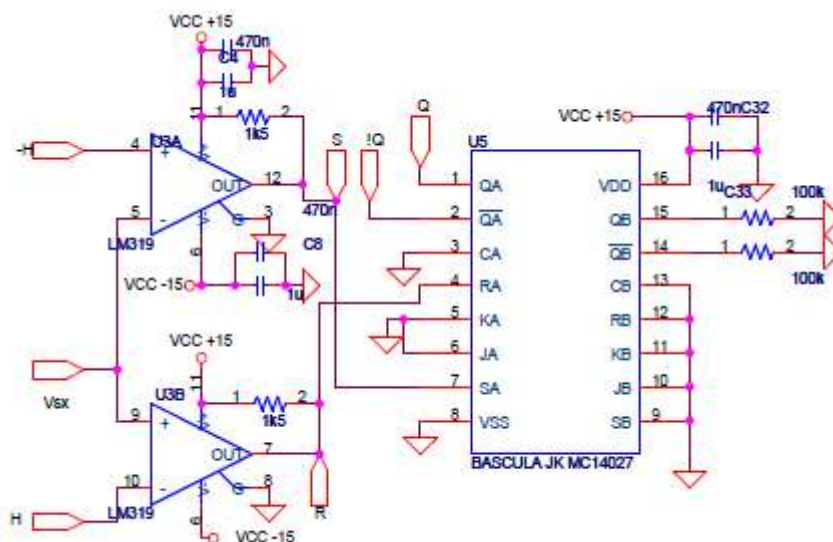 VCC +15
470n
C4
1u
11
1
2
1k5
U3A
V+
-H
4
+
5
-
OUT
12
V-
G
3
6
LM319
470n
C8
1u
VCC -15
S
!Q
Q
VCC +15
11
1
2
1k5
U3B
V+
Vsx
9
+
H
10
-
OUT
7
V-
G
8
6
LM319
VCC -15
R
U5
1 QA
2 QA
3 CA
4 RA
5 KA
6 JA
7 SA
8 VSS
VDD 16
QB 15
QB 14
CB 13
RB 12
KB 11
JB 10
SB 9
BASCULA JK MC14027
VCC +15
470nC32
1uC33
1 2
100k
1 2
100k